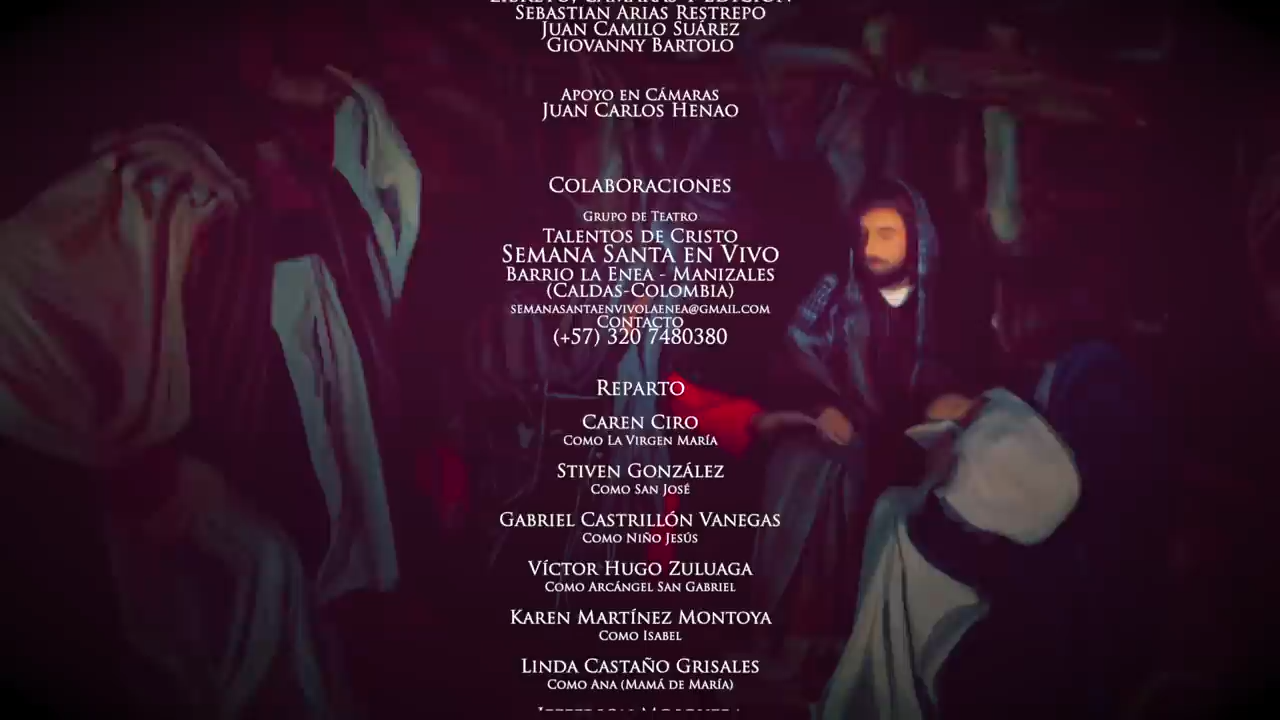 Libreto, Cámaras y Edición
Sebastian Arias Restrepo
Juan Camilo Suárez
Giovanny Bartolo
Apoyo en Cámaras
Juan Carlos Henao
Colaboraciones
Grupo de Teatro
Talentos de Cristo
Semana Santa en Vivo
Barrio la Enea - Manizales
(Caldas-Colombia)
semanasantaenvivolaenea@gmail.com
Contacto
(+57) 320 7480380
Reparto
Caren Ciro
Como La Virgen María
Stiven González
Como San José
Gabriel Castrillón Vanegas
Como Niño Jesús
Víctor Hugo Zuluaga
Como Arcángel San Gabriel
Karen Martínez Montoya
Como Isabel
Linda Castaño Grisales
Como Ana (Mamá de María)